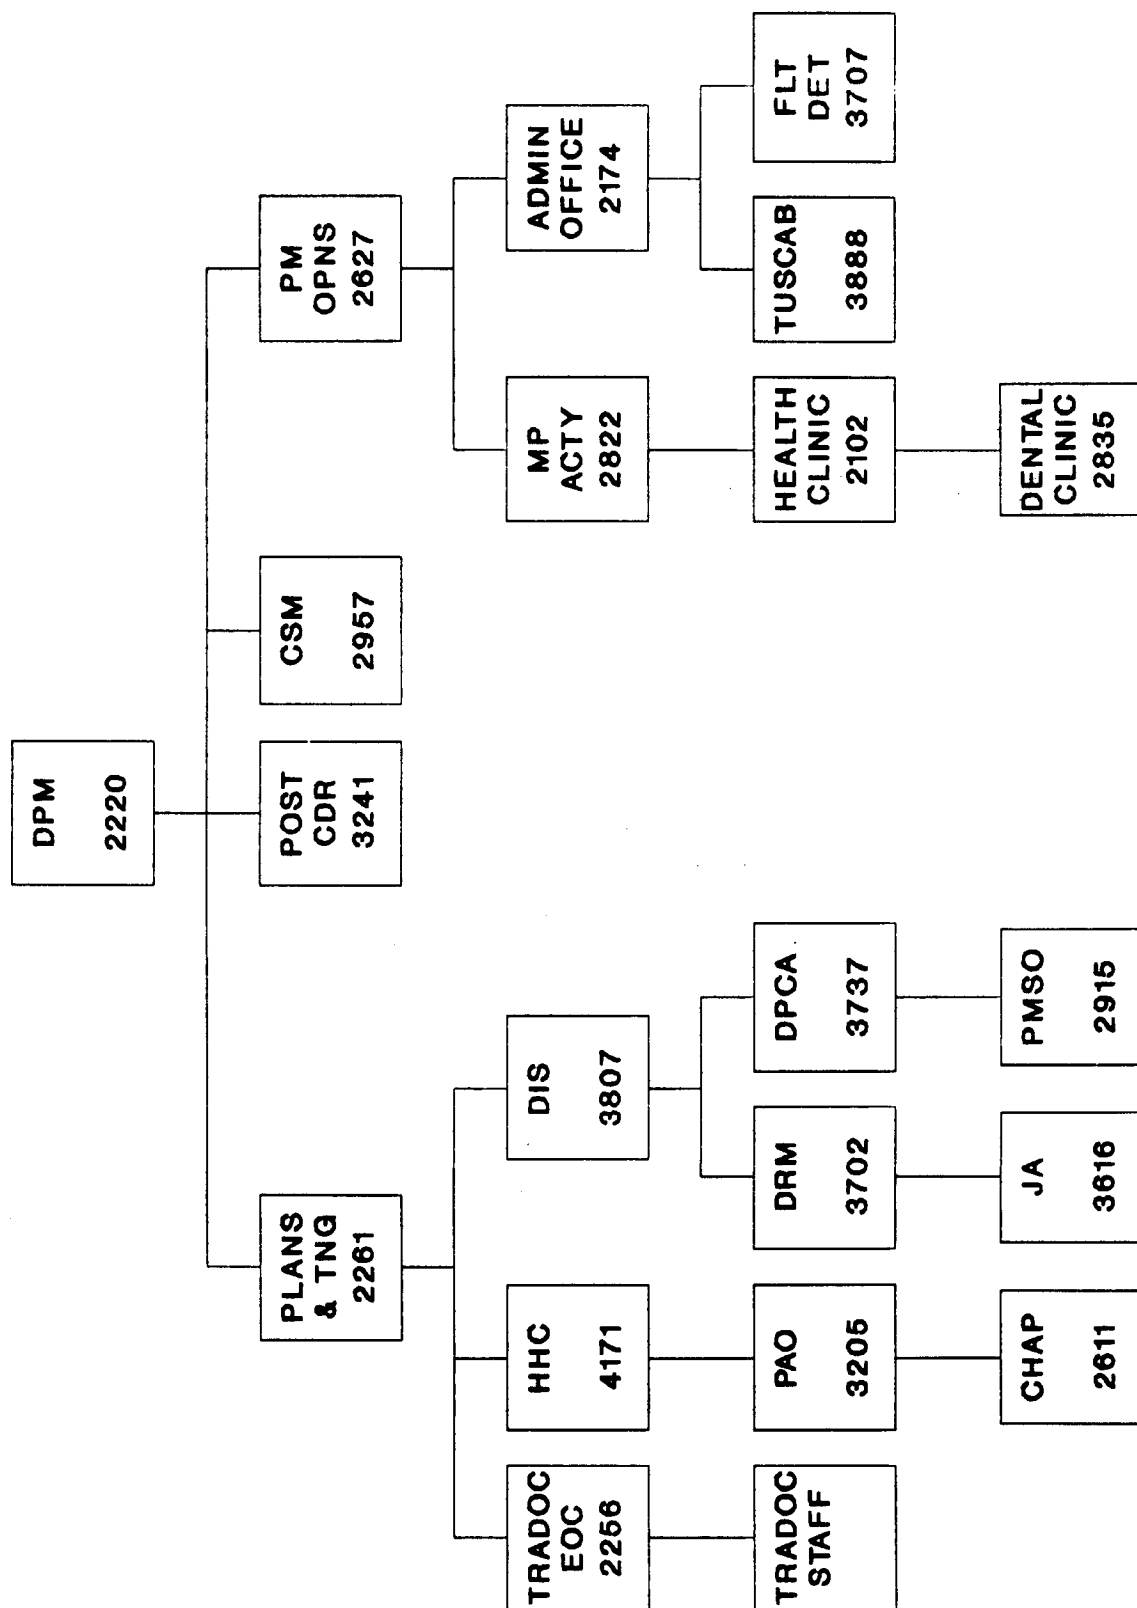 DPM
2220
PLANS
& TNG
2261
POST
CDR
3241
CSM
2957
PM
OPNS
2627
TRADOC
EOC
2256
HHC
4171
DIS
3807
MP
ACTY
2822
ADMIN
OFFICE
2174
TRADOC
STAFF
PAO
3205
DRM
3702
DPCA
3737
HEALTH
CLINIC
2102
TUSCAB
3888
FLT
DET
3707
CHAP
2611
JA
3616
PMSO
2915
DENTAL
CLINIC
2835